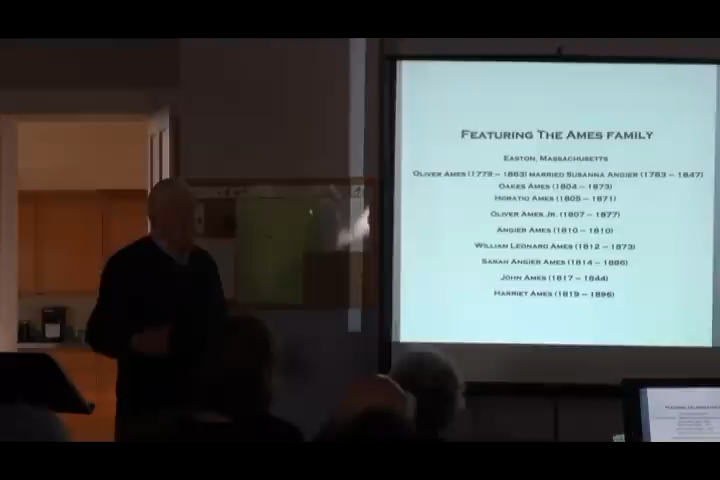 FEATURING THE AMES FAMILY
EASTON, MASSACHUSETTS
OLIVER AMES (1779 – 1863) MARRIED SUSANNA ANGIER (1783 – 1847)
OAKES AMES (1804 – 1873)
HORATIO AMES (1805 – 1871)
OLIVER AMES JR. (1807 – 1877)
ANGIER AMES (1810 – 1810)
WILLIAM LEONARD AMES (1812 – 1873)
SARAH ANGIER AMES (1814 – 1886)
JOHN AMES (1817 – 1844)
HARRIET AMES (1819 – 1896)